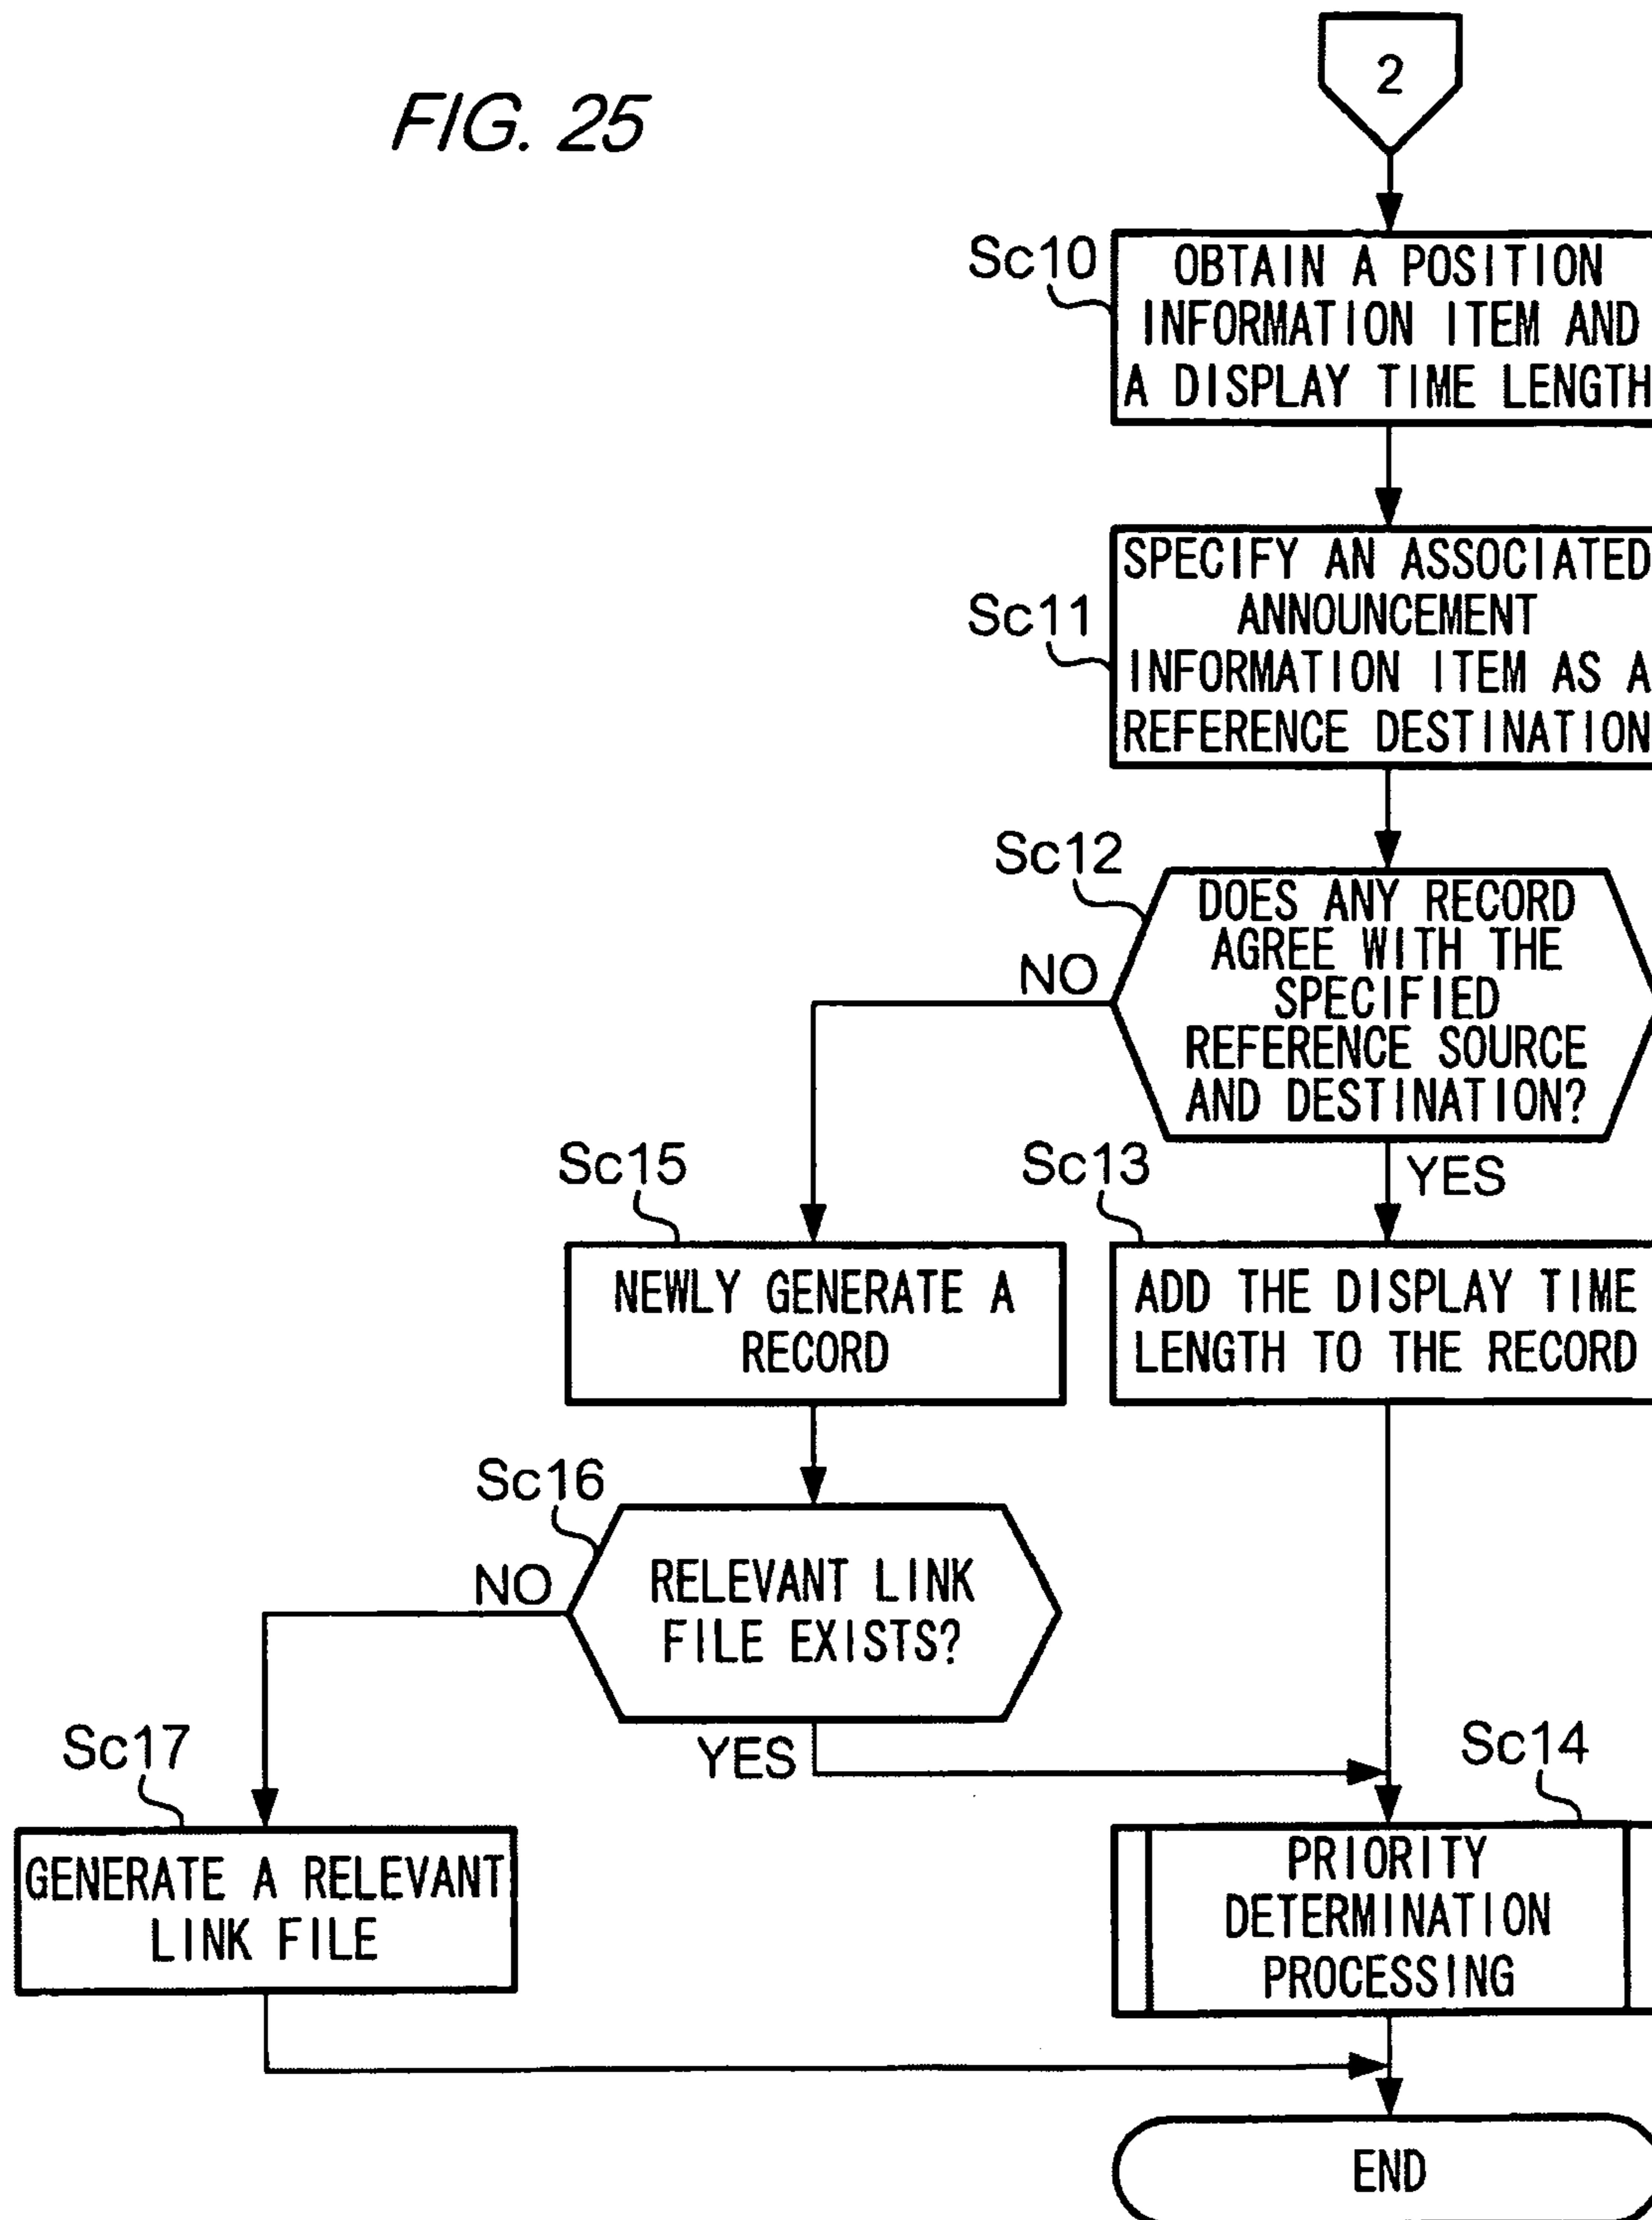 FIG. 25
2
Sc10
OBTAIN A POSITION
INFORMATION ITEM AND
A DISPLAY TIME LENGTH
Sc11
SPECIFY AN ASSOCIATED
ANNOUNCEMENT
INFORMATION ITEM AS A
REFERENCE DESTINATION
Sc12
DOES ANY RECORD
AGREE WITH THE
SPECIFIED
REFERENCE SOURCE
AND DESTINATION?
NO
YES
Sc15
NEWLY GENERATE A
RECORD
Sc13
ADD THE DISPLAY TIME
LENGTH TO THE RECORD
Sc16
RELEVANT LINK
FILE EXISTS?
NO
YES
Sc17
GENERATE A RELEVANT
LINK FILE
Sc14
PRIORITY
DETERMINATION
PROCESSING
END